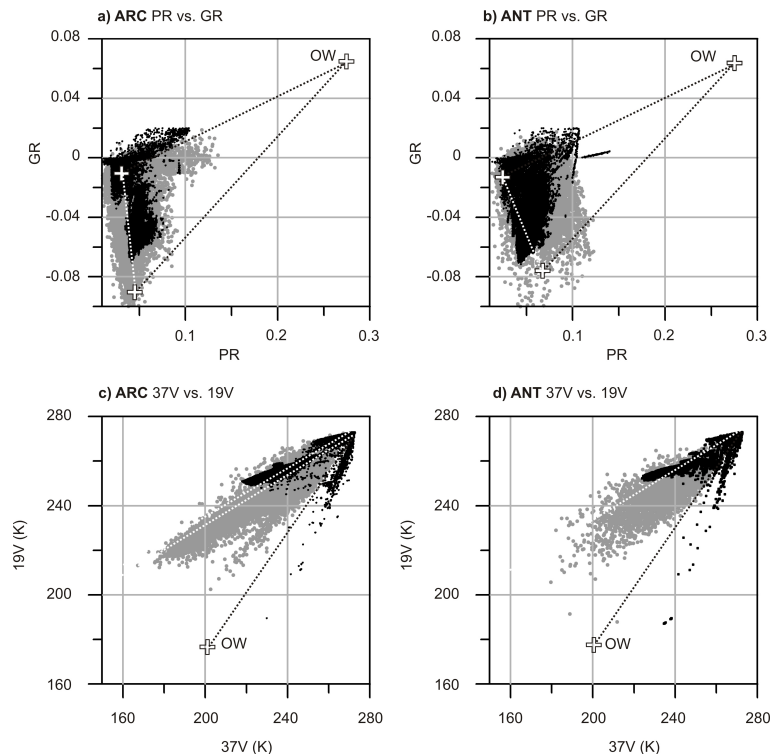 a) ARC PR vs. GR
b) ANT PR vs. GR
0.08
0.04
0
-0.04
-0.08
GR
OW
0.1
0.2
0.3
PR
0.08
0.04
0
-0.04
-0.08
GR
OW
0.1
0.2
0.3
PR
c) ARC 37V vs. 19V
d) ANT 37V vs. 19V
280
240
200
160
19V (K)
OW
160
200
240
280
37V (K)
280
240
200
160
19V (K)
OW
160
200
240
280
37V (K)